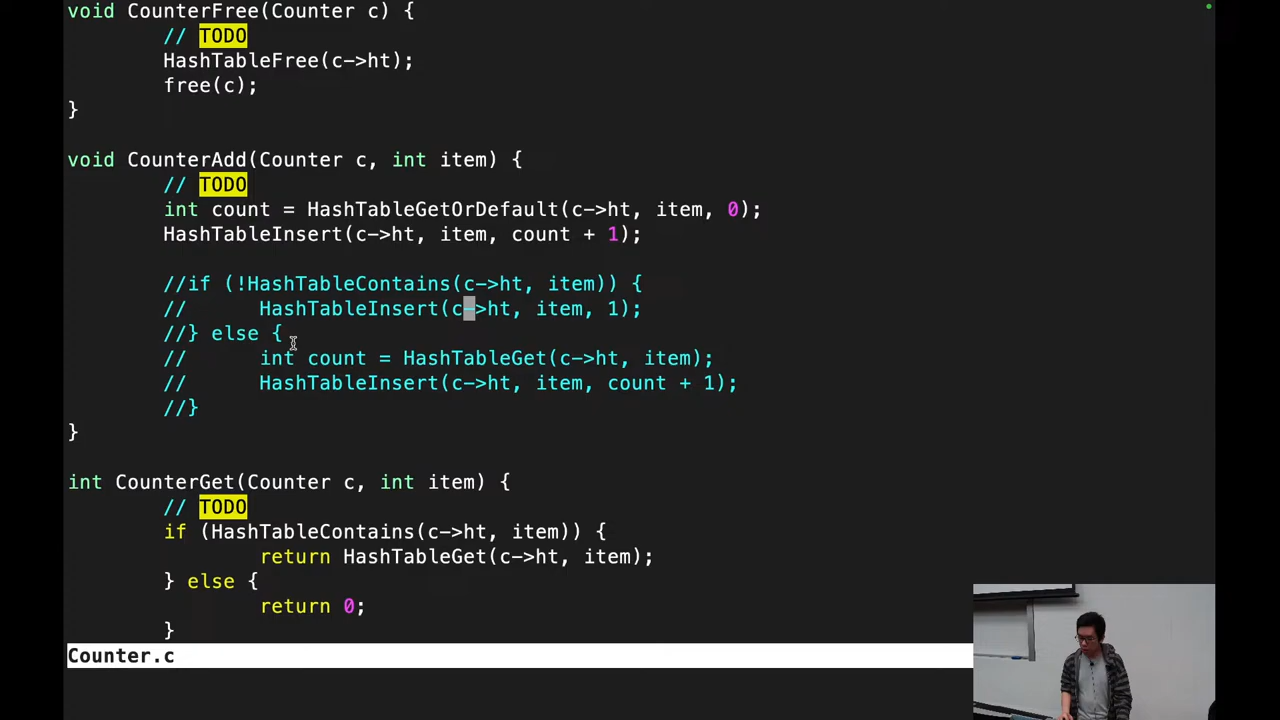 void CounterFree(Counter c) {
// TODO
HashTableFree(c->ht);
free(c);
}
void CounterAdd(Counter c, int item) {
// TODO
int count = HashTableGetOrDefault(c->ht, item, 0);
HashTableInsert(c->ht, item, count + 1);
//if (!HashTableContains(c->ht, item)) {
// HashTableInsert(c->ht, item, 1);
//} else {
// int count = HashTableGet(c->ht, item);
// HashTableInsert(c->ht, item, count + 1);
//}
}
int CounterGet(Counter c, int item) {
// TODO
if (HashTableContains(c->ht, item)) {
return HashTableGet(c->ht, item);
} else {
return 0;
}
Counter.c